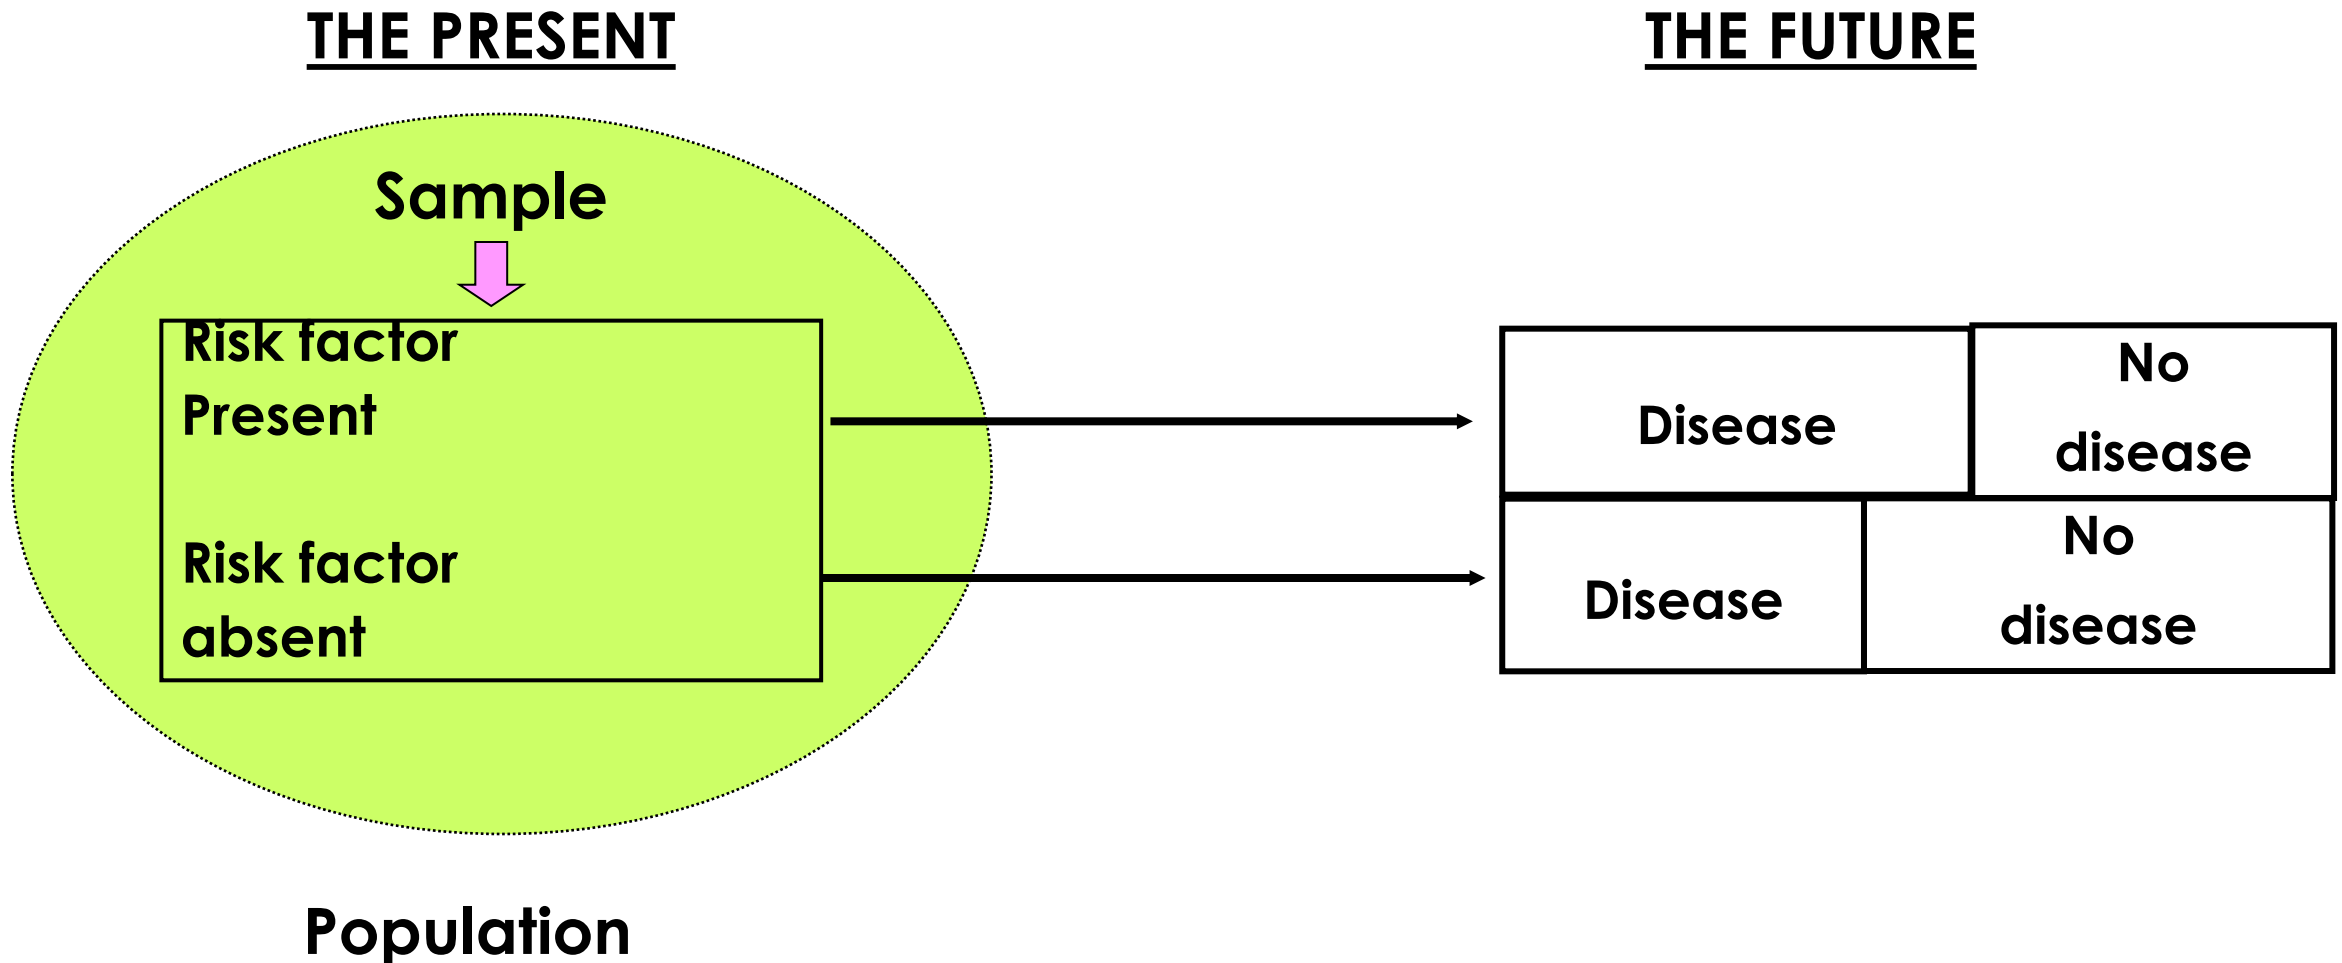 THE PRESENT
THE FUTURE
Sample
Risk factor
Present
Risk factor
absent
Disease
No
disease
Disease
No
disease
Population